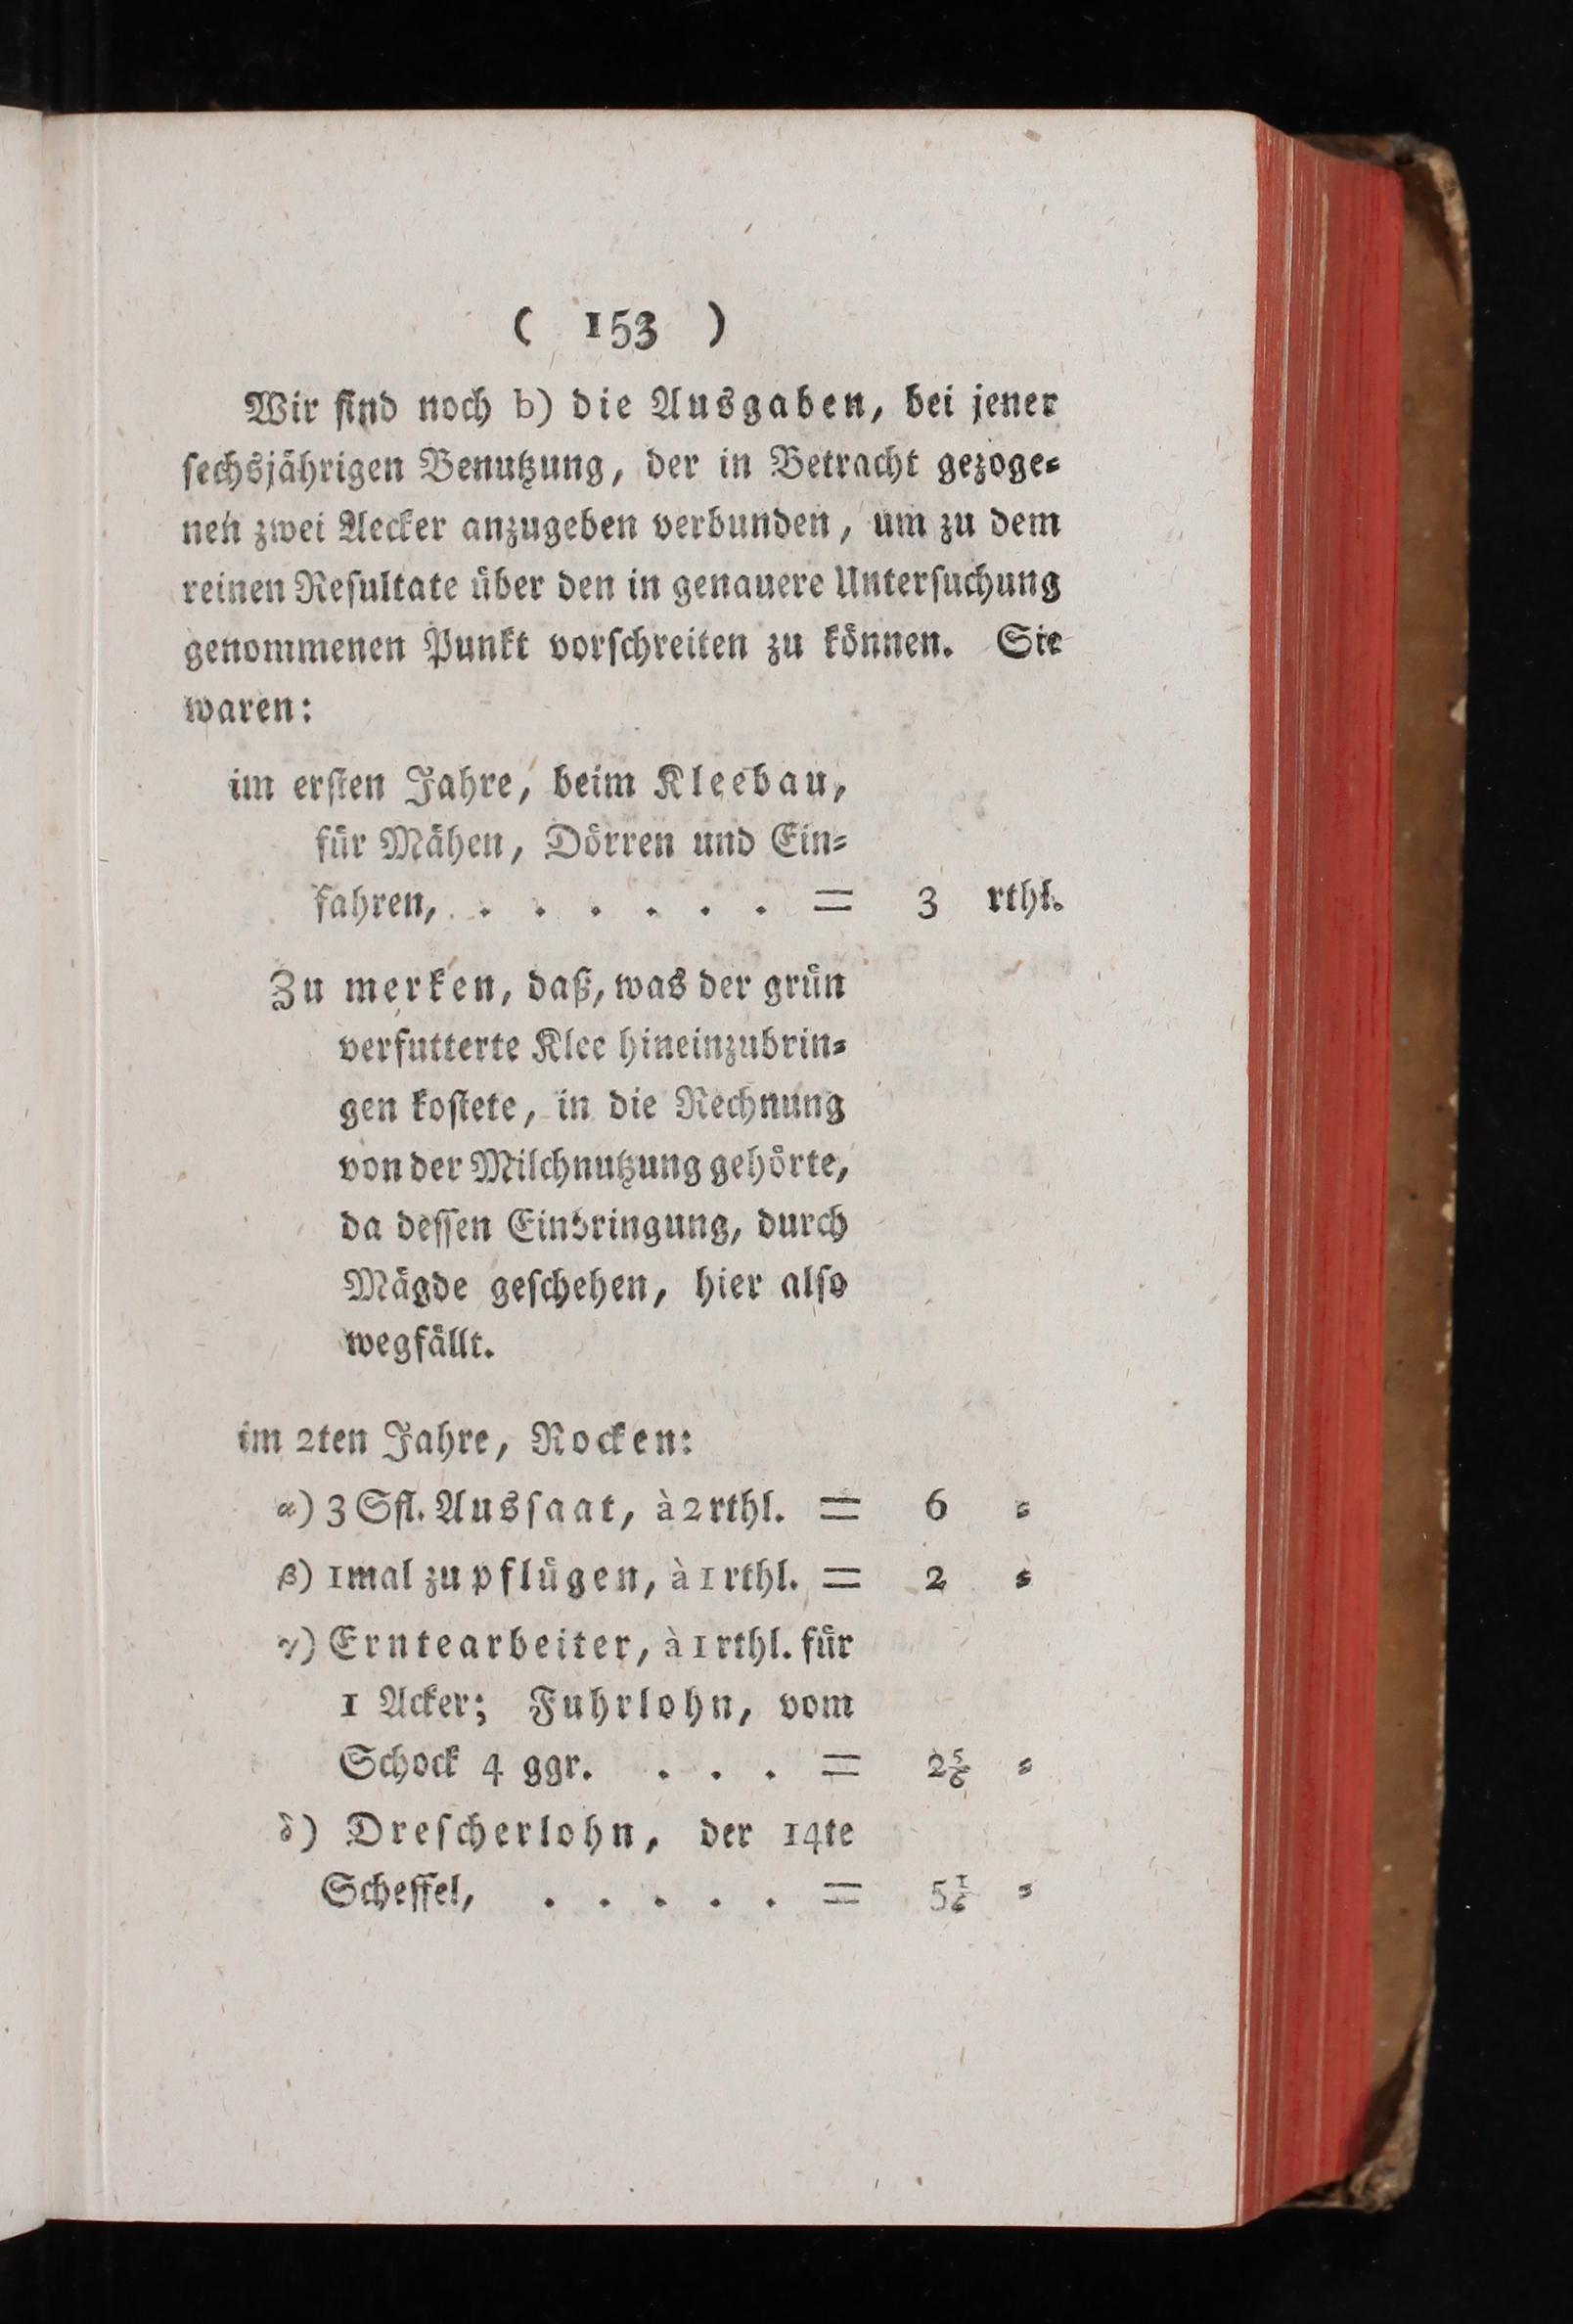 ( 153 )
Wir ſind noch b) die Ausgaben, bei jener
ſechsjährigen Benutzung, der in Betracht gezoge⸗
nen zwei Aecker anzugeben verbunden, um zu dem
reinen Reſultate über den in genauere Unterſuchung
genommenen Punkt vorſchreiten zu können. Sie
waren:
im erſten Jahre, beim Kleebau,
für Mähen, Dörren und Ein⸗
fahren, . . . . . . = 3 rthl.
Zu merken, daß, was der grün
verfutterte Klee hineinzubrin⸗
gen koſtete, in die Rechnung
von der Milchnutzung gehörte,
da deſſen Einbringung, durch
Mägde geſchehen, hier alſo
wegfällt.
im 2ten Jahre, Rocken:
α) 3 Sfl. Ausſaat, à 2 rthl. = 6 ⸗
β) 1mal zu pflügen, à 1 rthl. = 2 ⸗
γ) Erntearbeiter, à 1 rthl. für
1 Acker; Fuhrlohn, vom
Schock 4 ggr. . . . = 2⅚ ⸗
δ) Dreſcherlohn, der 14te
Scheffel, . . . . . = 5⅙ ⸗